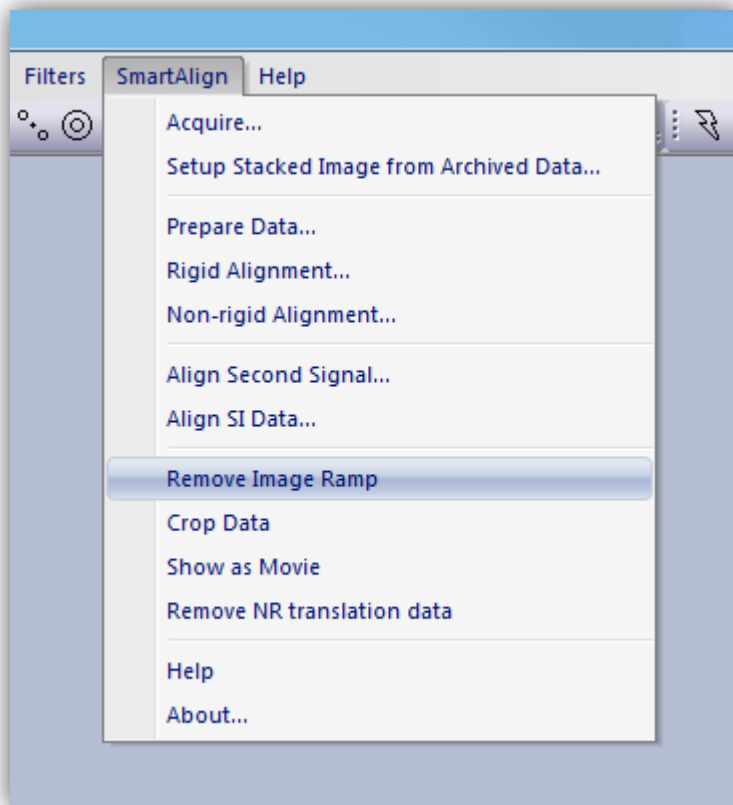 Filters SmartAlign Help
Acquire...
Setup Stacked Image from Archived Data...
Prepare Data...
Rigid Alignment...
Non-rigid Alignment...
Align Second Signal...
Align SI Data...
Remove Image Ramp
Crop Data
Show as Movie
Remove NR translation data
Help
About...